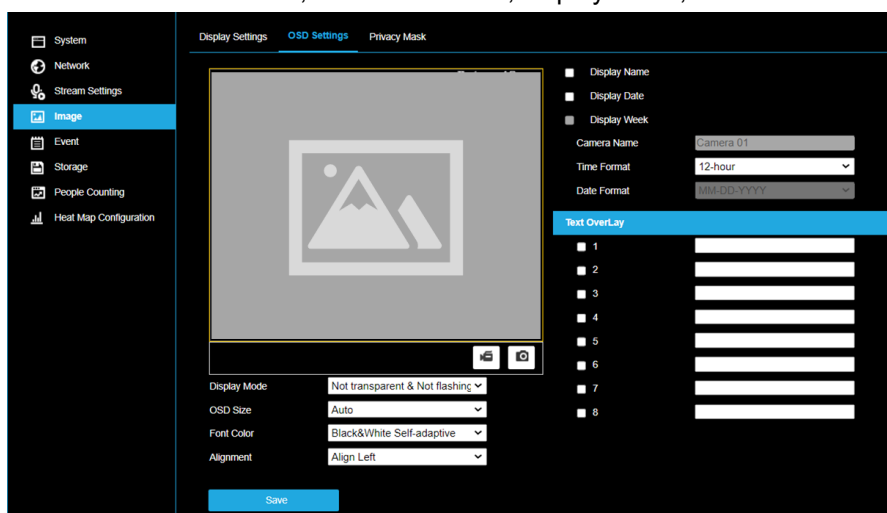 System
Network
Stream Settings
Image
Event
Storage
People Counting
Heat Map Configuration
Display Settings OSD Settings Privacy Mask
Display Mode Not transparent & Not flashing
OSD Size Auto
Font Color Black&White Self-adaptive
Alignment Align Left
Save
Display Name
Display Date
Display Week
Camera Name Camera 01
Time Format 12-hour
Date Format MM-DD-YYYY
Text OverLay
1
2
3
4
5
6
7
8